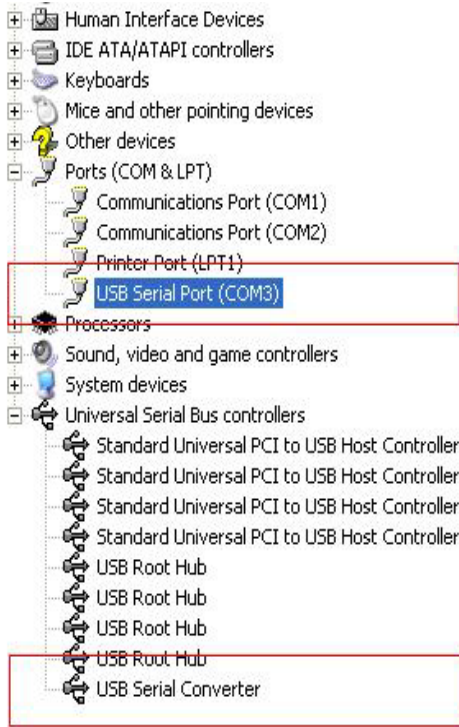 Human Interface Devices
IDE ATA/ATAPI controllers
Keyboards
Mice and other pointing devices
Other devices
Ports (COM & LPT)
Communications Port (COM1)
Communications Port (COM2)
Printer Port (LPT1)
USB Serial Port (COM3)
Processors
Sound, video and game controllers
System devices
Universal Serial Bus controllers
Standard Universal PCI to USB Host Controller
Standard Universal PCI to USB Host Controller
Standard Universal PCI to USB Host Controller
Standard Universal PCI to USB Host Controller
USB Root Hub
USB Root Hub
USB Root Hub
USB Root Hub
USB Serial Converter